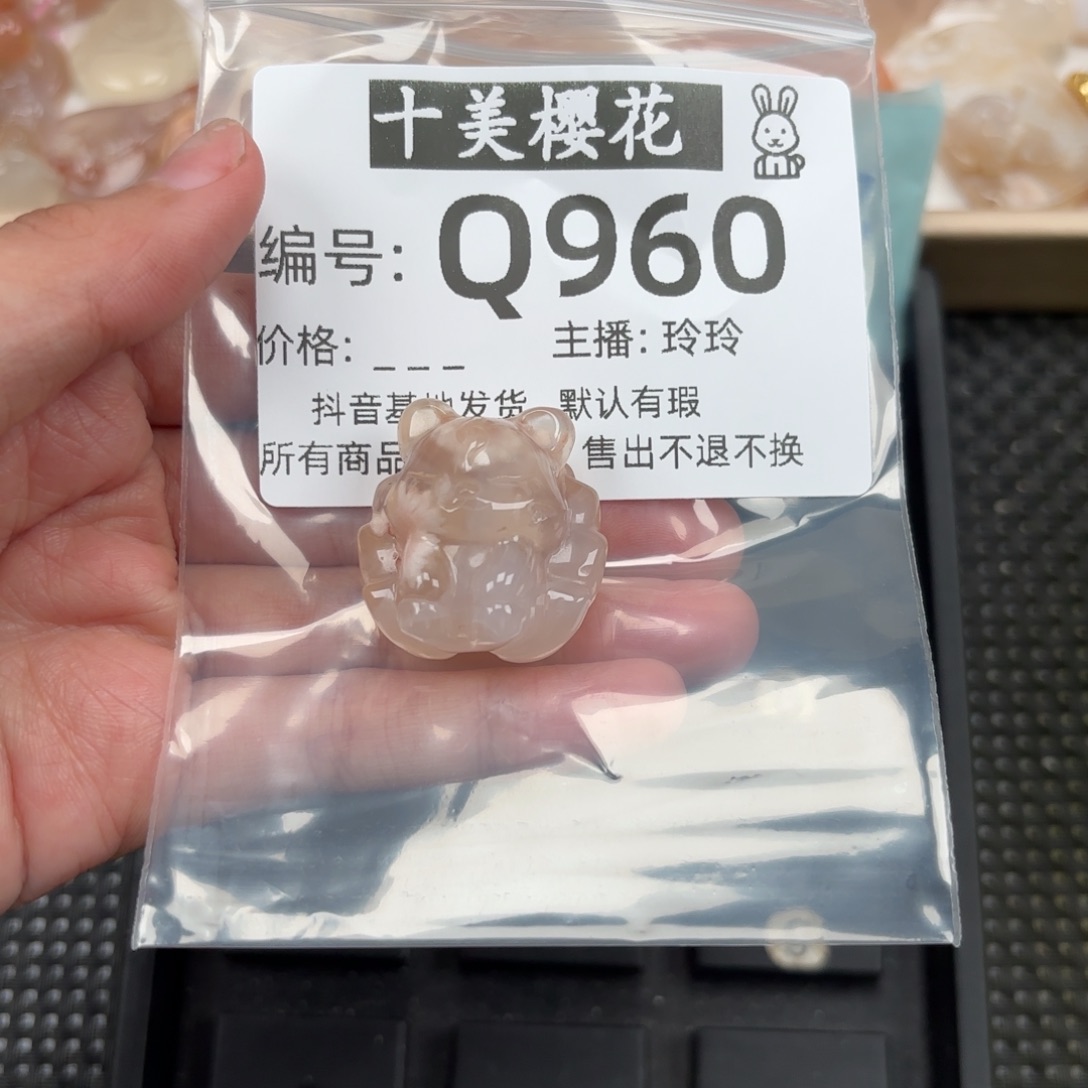 十美樱花
编号: Q960
价格: _ _ _ 主播: 玲玲
抖音基地发货 默认有瑕
所有商品 售出不退不换